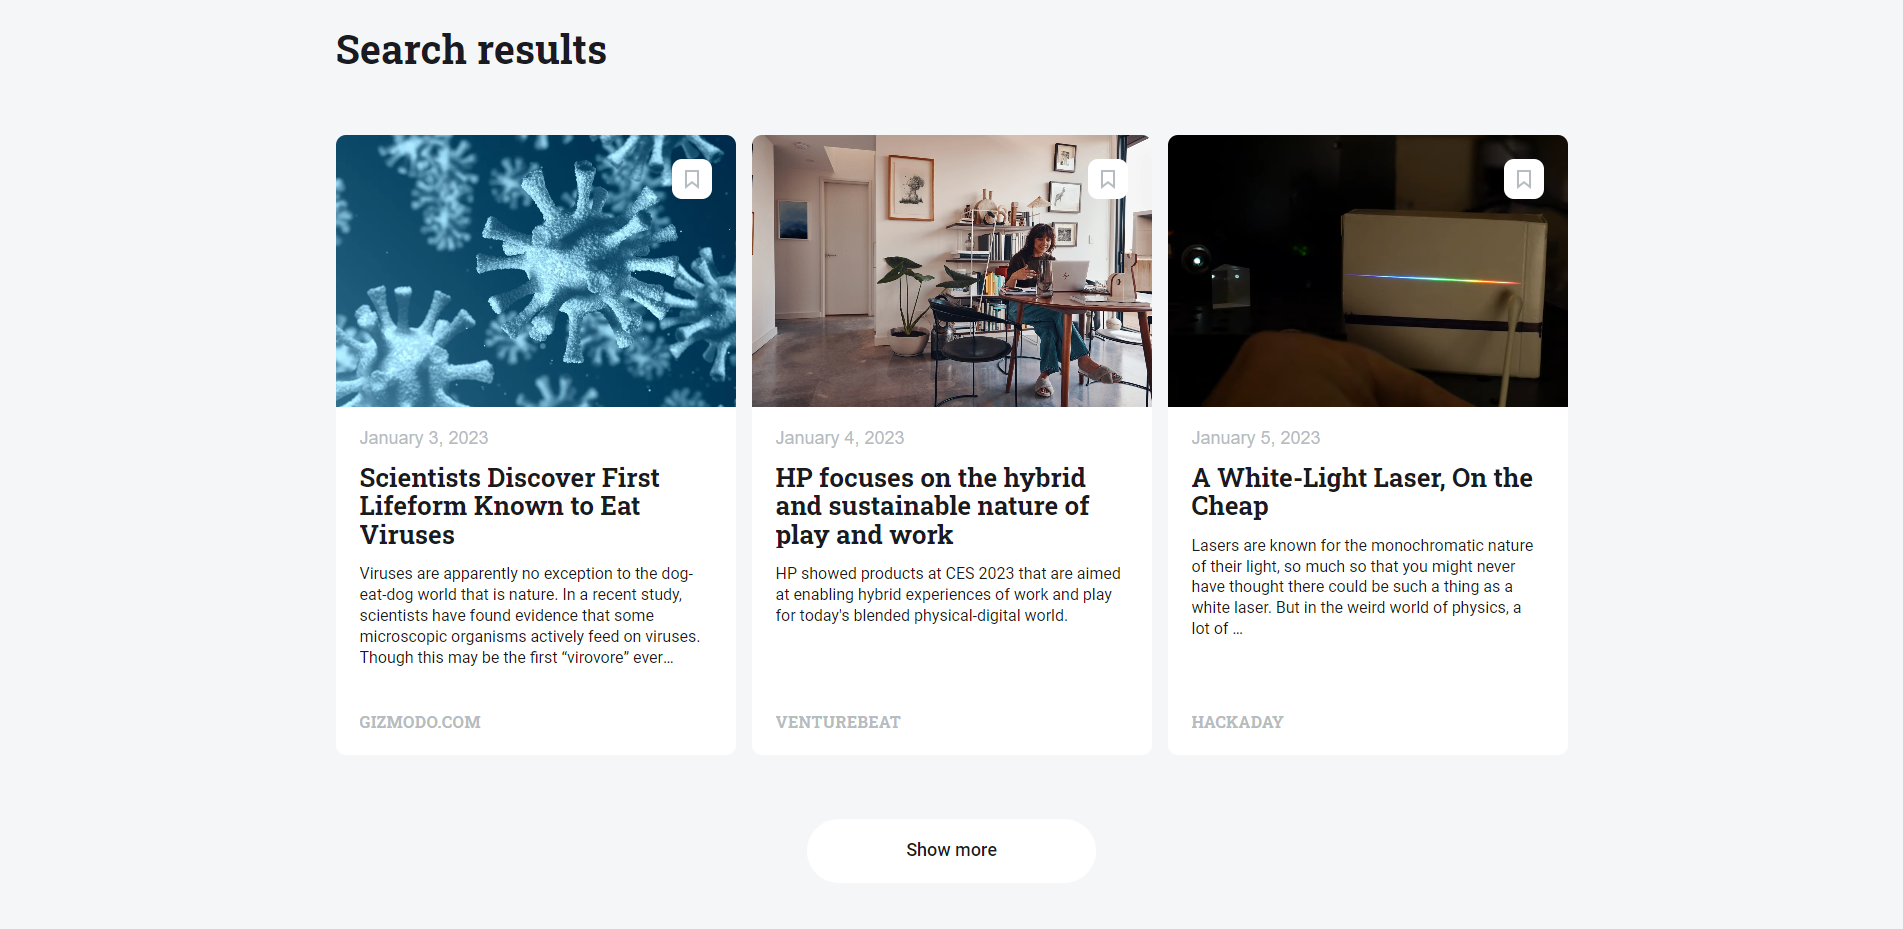 Search results
January 3, 2023
Scientists Discover First
Lifeform Known to Eat
Viruses
Viruses are apparently no exception to the dog-
eat-dog world that is nature. In a recent study,
scientists have found evidence that some
microscopic organisms actively feed on viruses.
Though this may be the first “virovore” ever...
GIZMODO.COM
January 4, 2023
HP focuses on the hybrid
and sustainable nature of
play and work
HP showed products at CES 2023 that are aimed
at enabling hybrid experiences of work and play
for today's blended physical-digital world.
VENTUREBEAT
January 5, 2023
A White-Light Laser, On the
Cheap
Lasers are known for the monochromatic nature
of their light, so much so that you might never
have thought there could be such a thing as a
white laser. But in the weird world of physics, a
lot of ...
HACKADAY
Show more